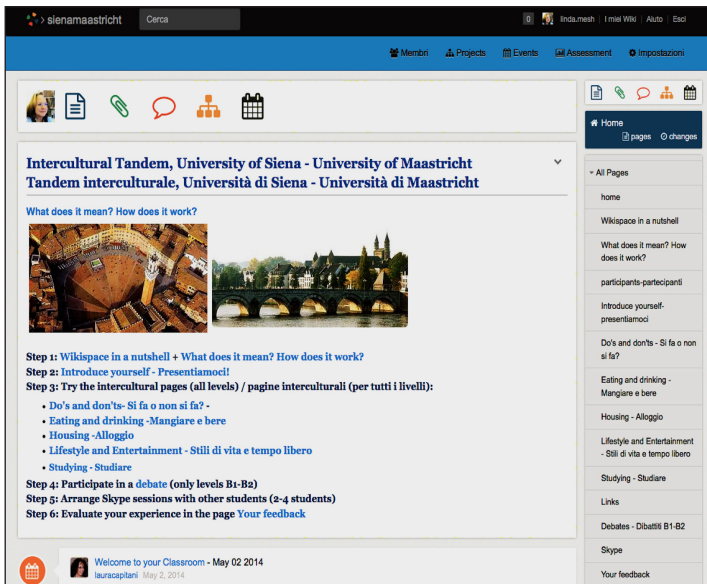 sienamaastricht
Cerca
0 linda.mesh | I miei Wiki | Aiuto | Esci
Membri Projects Events Assessment Impostazioni
Intercultural Tandem, University of Siena - University of Maastricht
Tandem interculturale, Università di Siena - Università di Maastricht
What does it mean? How does it work?
Step 1: Wikispace in a nutshell + What does it mean? How does it work?
Step 2: Introduce yourself - Presentiamoci!
Step 3: Try the intercultural pages (all levels) / pagine interculturali (per tutti i livelli):
• Do's and don'ts- Si fa o non si fa? -
• Eating and drinking -Mangiare e bere
• Housing -Alloggio
• Lifestyle and Entertainment - Stili di vita e tempo libero
• Studying - Studiare
Step 4: Participate in a debate (only levels B1-B2)
Step 5: Arrange Skype sessions with other students (2-4 students)
Step 6: Evaluate your experience in the page Your feedback
Welcome to your Classroom - May 02 2014
lauracapitani May 2, 2014
Home
pages changes
All Pages
home
Wikispace in a nutshell
What does it mean? How
does it work?
participants-partecipanti
Introduce yourself-
presentiamoci
Do's and don'ts - Si fa o non
si fa?
Eating and drinking -
Mangiare e bere
Housing - Alloggio
Lifestyle and Entertainment
- Stili di vita e tempo libero
Studying - Studiare
Links
Debates - Dibattiti B1-B2
Skype
Your feedback